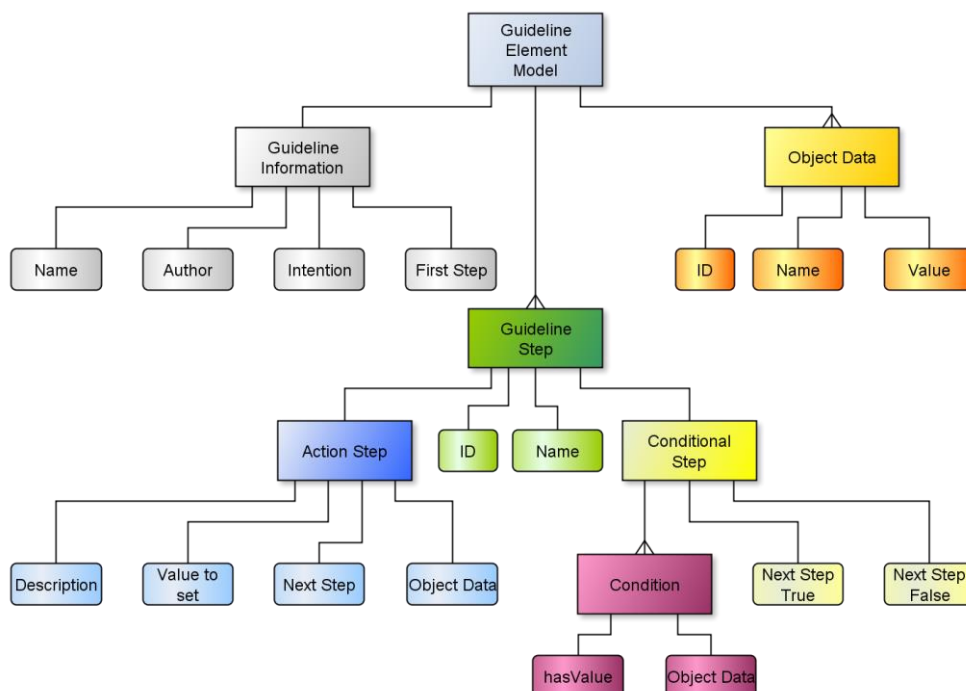 Guideline
Element
Model
Guideline
Information
Object Data
Name
Author
Intention
First Step
ID
Name
Value
Guideline
Step
Action Step
ID
Name
Conditional
Step
Description
Value to
set
Next Step
Object Data
Condition
Next Step
True
Next Step
False
hasValue
Object Data